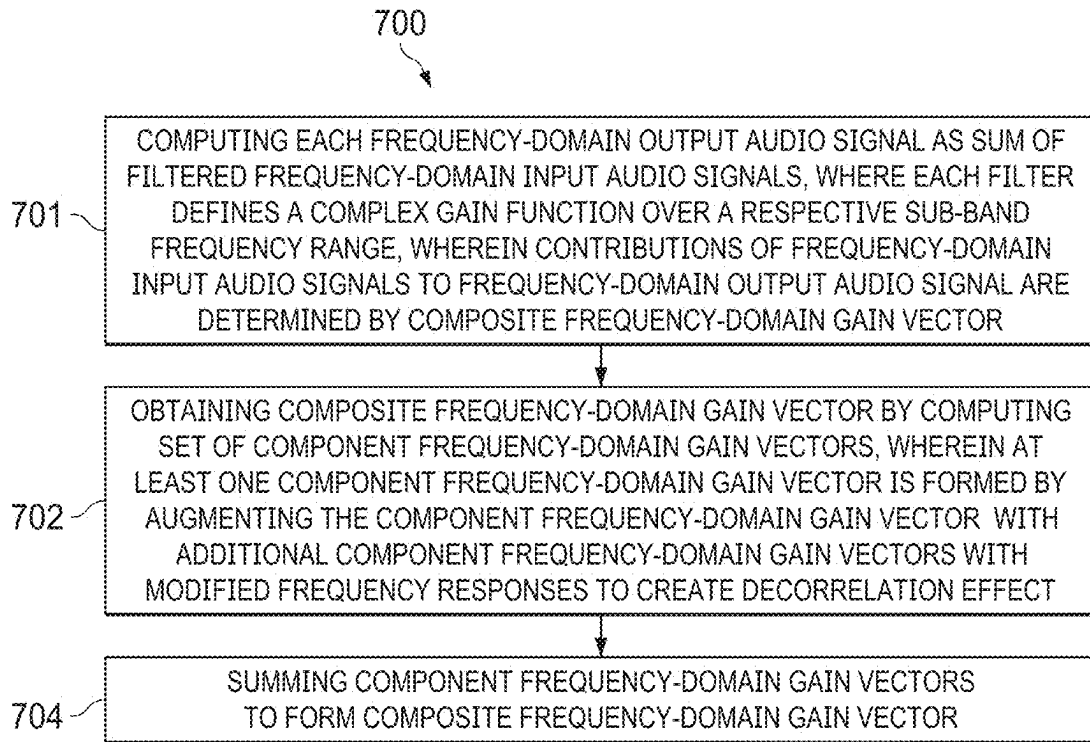 700
701
COMPUTING EACH FREQUENCY-DOMAIN OUTPUT AUDIO SIGNAL AS SUM OF
FILTERED FREQUENCY-DOMAIN INPUT AUDIO SIGNALS, WHERE EACH FILTER
DEFINES A COMPLEX GAIN FUNCTION OVER A RESPECTIVE SUB-BAND
FREQUENCY RANGE, WHEREIN CONTRIBUTIONS OF FREQUENCY-DOMAIN
INPUT AUDIO SIGNALS TO FREQUENCY-DOMAIN OUTPUT AUDIO SIGNAL ARE
DETERMINED BY COMPOSITE FREQUENCY-DOMAIN GAIN VECTOR
702
OBTAINING COMPOSITE FREQUENCY-DOMAIN GAIN VECTOR BY COMPUTING
SET OF COMPONENT FREQUENCY-DOMAIN GAIN VECTORS, WHEREIN AT
LEAST ONE COMPONENT FREQUENCY-DOMAIN GAIN VECTOR IS FORMED BY
AUGMENTING THE COMPONENT FREQUENCY-DOMAIN GAIN VECTOR WITH
ADDITIONAL COMPONENT FREQUENCY-DOMAIN GAIN VECTORS WITH
MODIFIED FREQUENCY RESPONSES TO CREATE DECORRELATION EFFECT
704
SUMMING COMPONENT FREQUENCY-DOMAIN GAIN VECTORS
TO FORM COMPOSITE FREQUENCY-DOMAIN GAIN VECTOR